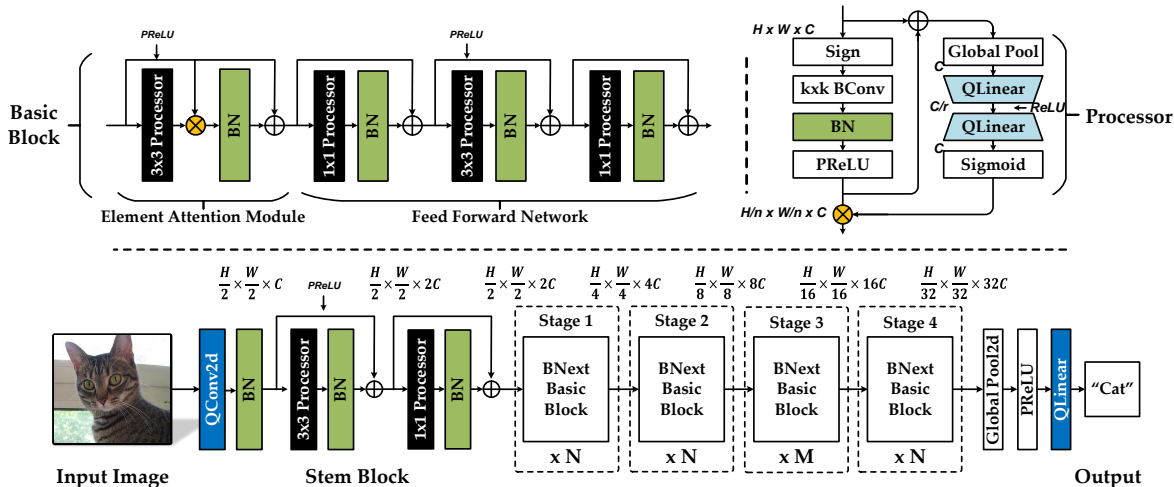 Basic
Block
PReLU
3x3 Processor
BN
1x1 Processor
BN
PReLU
3x3 Processor
BN
1x1 Processor
BN
Element Attention Module
Feed Forward Network
H x W x C
Sign
kxk BConv
BN
PReLU
H/n x W/n x C
Global Pool
C
QLinear
C/r
ReLU
QLinear
C
Sigmoid
Processor
H/2 × W/2 × C
H/2 × W/2 × 2C
H/2 × W/2 × 2C
H/4 × W/4 × 4C
H/8 × W/8 × 8C
H/16 × W/16 × 16C
H/32 × W/32 × 32C
PReLU
QConv2d
BN
3x3 Processor
BN
1x1 Processor
BN
Stage 1
BNext
Basic
Block
x N
Stage 2
BNext
Basic
Block
x N
Stage 3
BNext
Basic
Block
x M
Stage 4
BNext
Basic
Block
x N
Global Pool2d
PReLU
QLinear
“Cat”
Input Image
Stem Block
Output